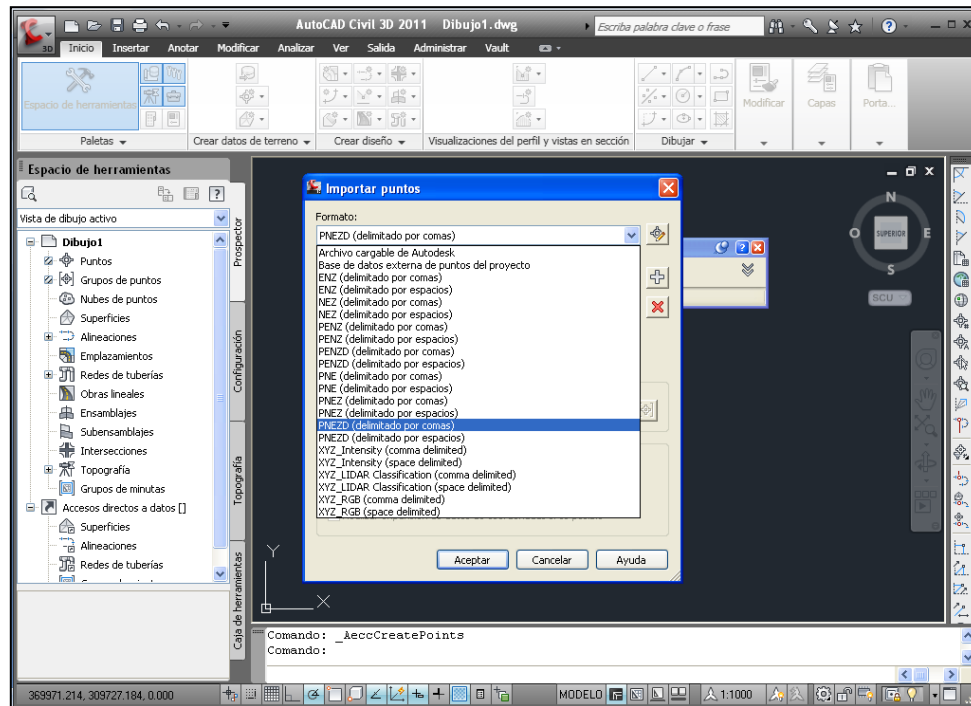 AutoCAD Civil 3D 2011 Dibujo1.dwg
Escriba palabra clave o frase
3D
Inicio Insertar Anotar Modificar Analizar Ver Salida Administrar Vault
Espacio de herramientas
Modificar
Capas
Porta...
Paletas
Crear datos de terreno
Crear diseño
Visualizaciones del perfil y vistas en sección
Dibujar
Espacio de herramientas
Vista de dibujo activo
Dibujo1
Puntos
Grupos de puntos
Nubes de puntos
Superficies
Alineaciones
Emplazamientos
Redes de tuberías
Obras lineales
Ensamblajes
Subensamblajes
Intersecciones
Topografía
Grupos de minutas
Accesos directos a datos []
Superficies
Alineaciones
Redes de tuberías
Prospector
Configuración
Topografía
Caja de herramientas
Importar puntos
Formato:
PNEZD (delimitado por comas)
Archivo cargable de Autodesk
Base de datos externa de puntos del proyecto
ENZ (delimitado por comas)
ENZ (delimitado por espacios)
NEZ (delimitado por comas)
NEZ (delimitado por espacios)
PENZ (delimitado por comas)
PENZ (delimitado por espacios)
PENZD (delimitado por comas)
PENZD (delimitado por espacios)
PNE (delimitado por comas)
PNE (delimitado por espacios)
PNEZ (delimitado por comas)
PNEZ (delimitado por espacios)
PNEZD (delimitado por comas)
PNEZD (delimitado por espacios)
XYZ_Intensity (comma delimited)
XYZ_Intensity (space delimited)
XYZ_LIDAR Classification (comma delimited)
XYZ_LIDAR Classification (space delimited)
XYZ_RGB (comma delimited)
XYZ_RGB (space delimited)
Aceptar
Cancelar
Ayuda
N
O
SUPERIOR
E
S
SCU
Y
X
Comando: _AeccCreatePoints
Comando:
369971.214, 309727.184, 0.000
MODELO
1:1000